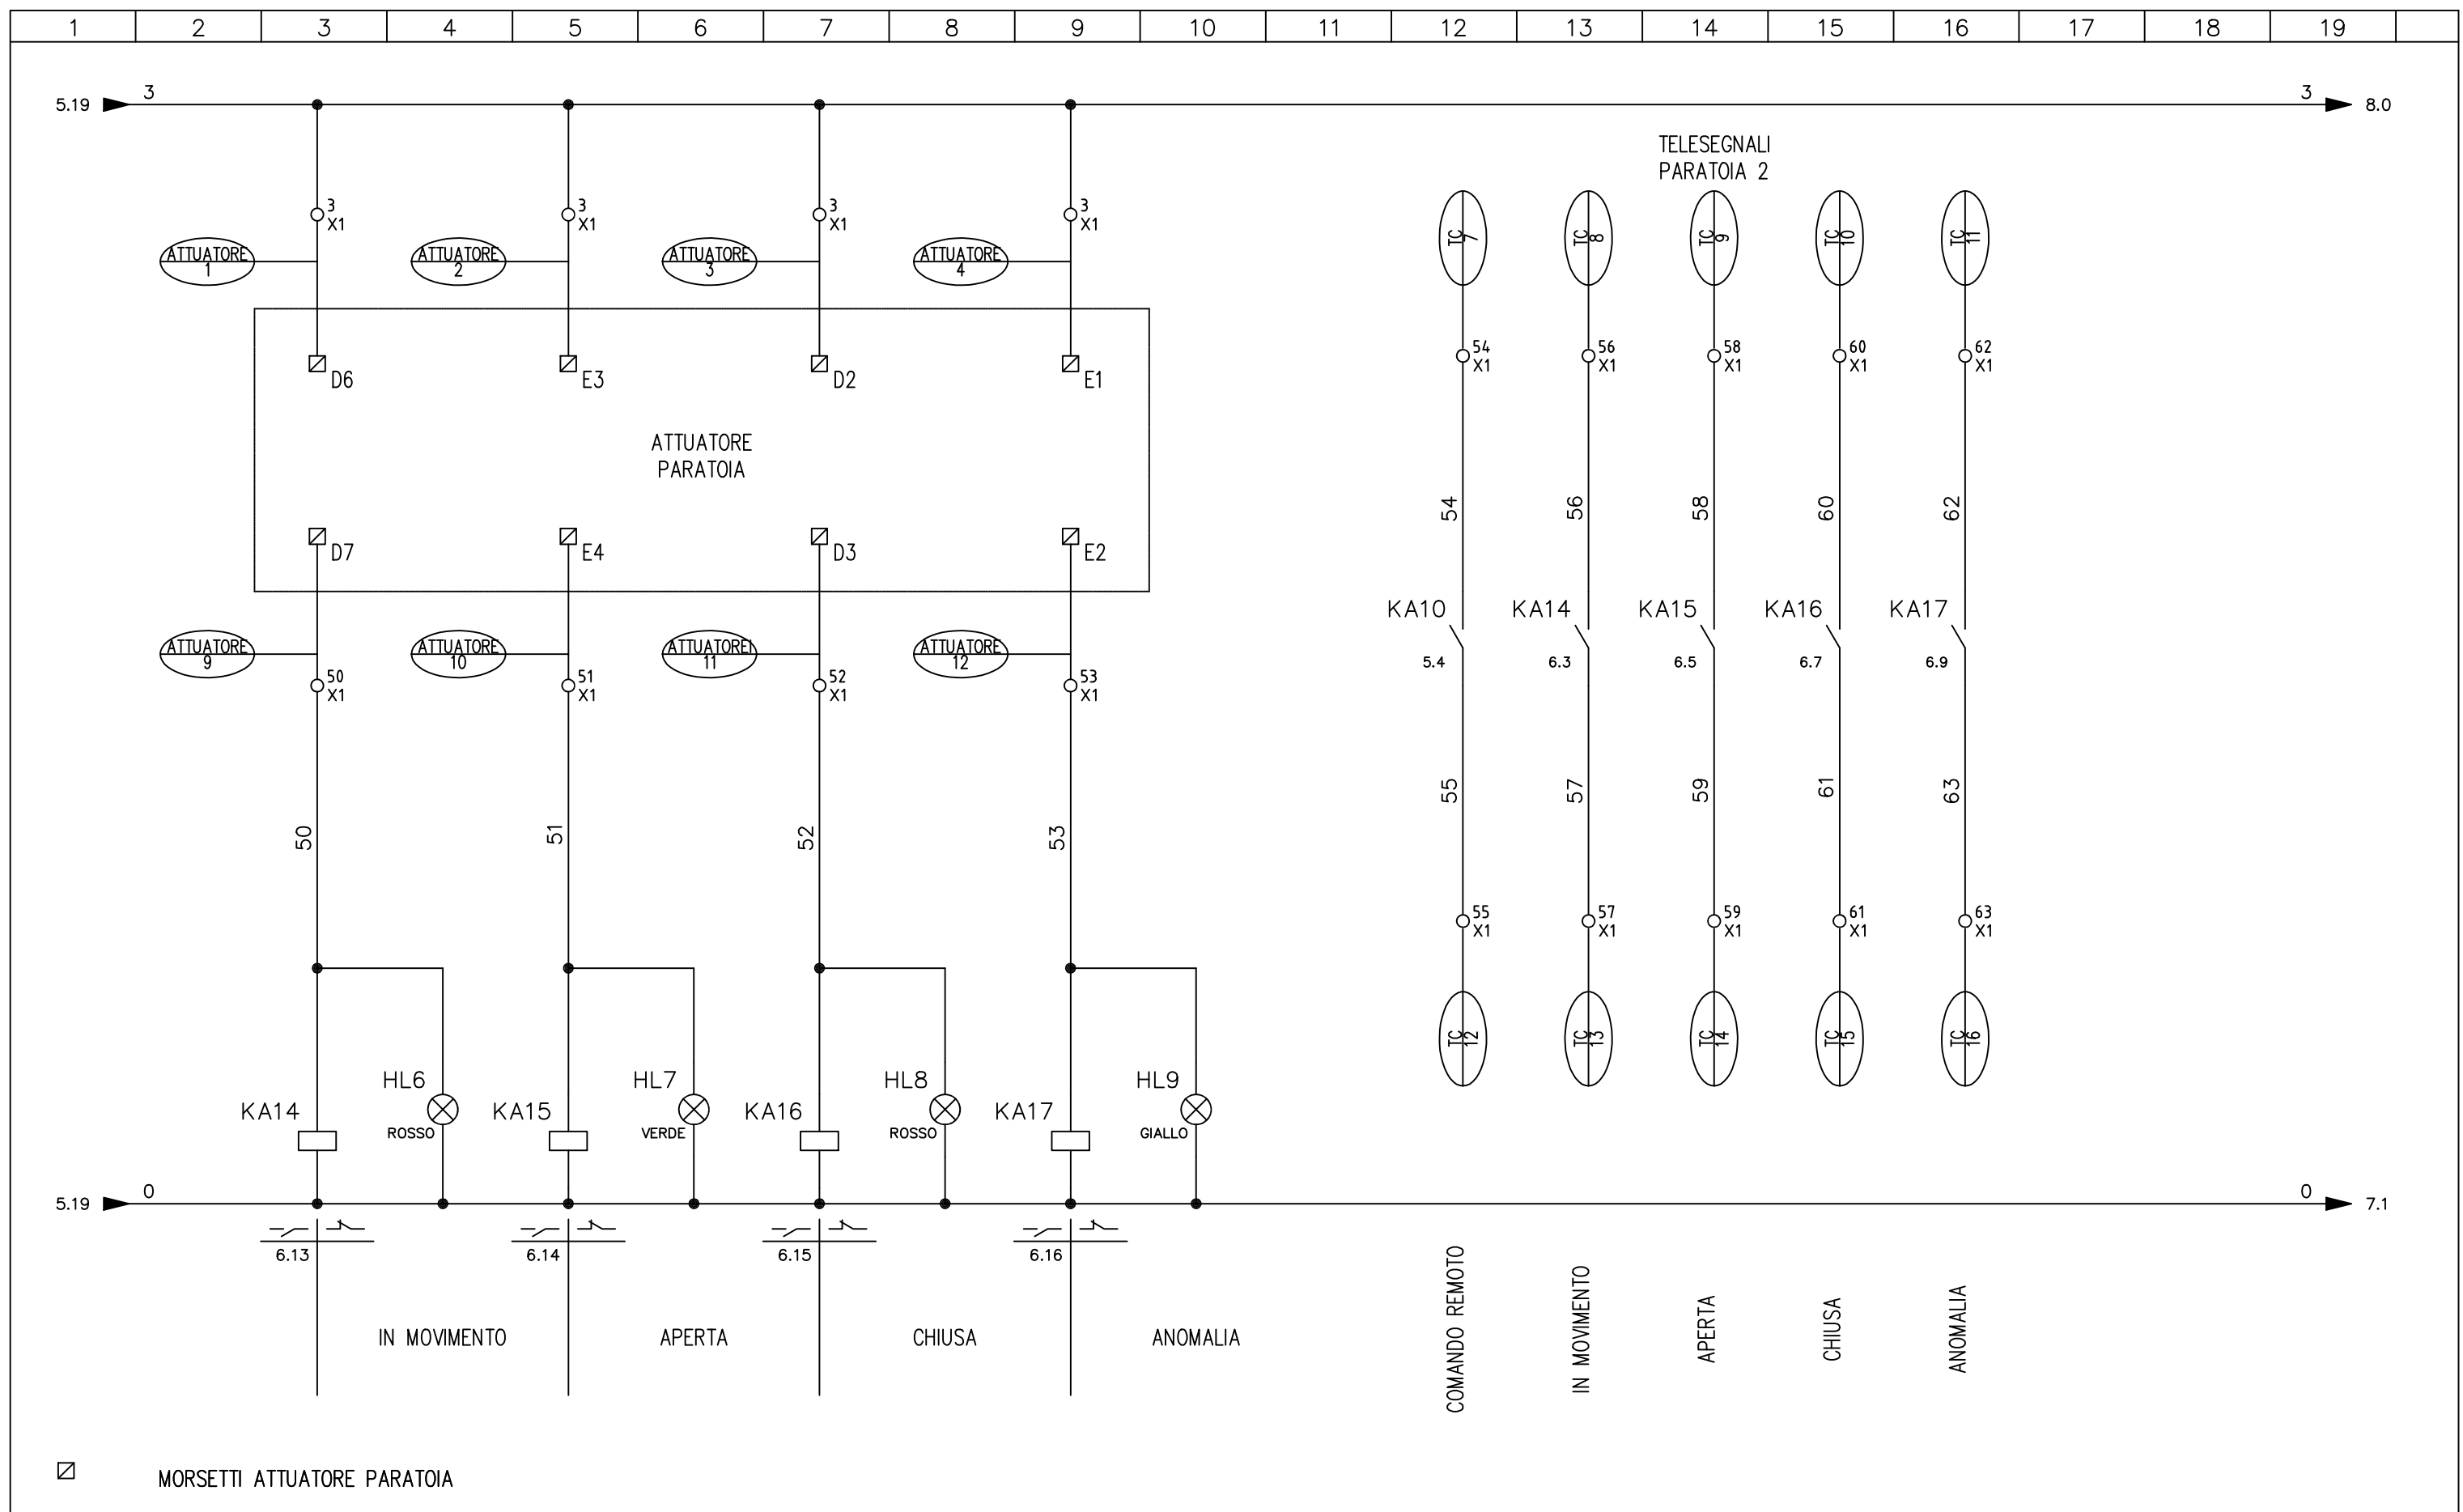 1 2 3 4 5 6 7 8 9 10 11 12 13 14 15 16 17 18 19
5.19 3 3 8.0
TELESEGNALI
PARATOIA 2
3 3 3 3
X1 X1 X1 X1
TC TC TC TC TC
7 8 9 10 11
ATTUATORE ATTUATORE ATTUATORE ATTUATORE
1 2 3 4
54 56 58 60 62
X1 X1 X1 X1 X1
D6 E3 D2 E1
ATTUATORE
PARATOIA
54 56 58 60 62
D7 E4 D3 E2
KA10 KA14 KA15 KA16 KA17
5.4 6.3 6.5 6.7 6.9
ATTUATORE ATTUATORE ATTUATOREI ATTUATORE
9 10 11 12
50 51 52 53
X1 X1 X1 X1
55 57 59 61 63
50 51 52 53
55 57 59 61 63
X1 X1 X1 X1 X1
TC TC TC TC TC
12 13 14 15 16
HL6 HL7 HL8 HL9
KA14 KA15 KA16 KA17
ROSSO VERDE ROSSO GIALLO
5.19 0 0 7.1
6.13 6.14 6.15 6.16
IN MOVIMENTO APERTA CHIUSA ANOMALIA
COMANDO REMOTO
IN MOVIMENTO
APERTA
CHIUSA
ANOMALIA
MORSETTI ATTUATORE PARATOIA